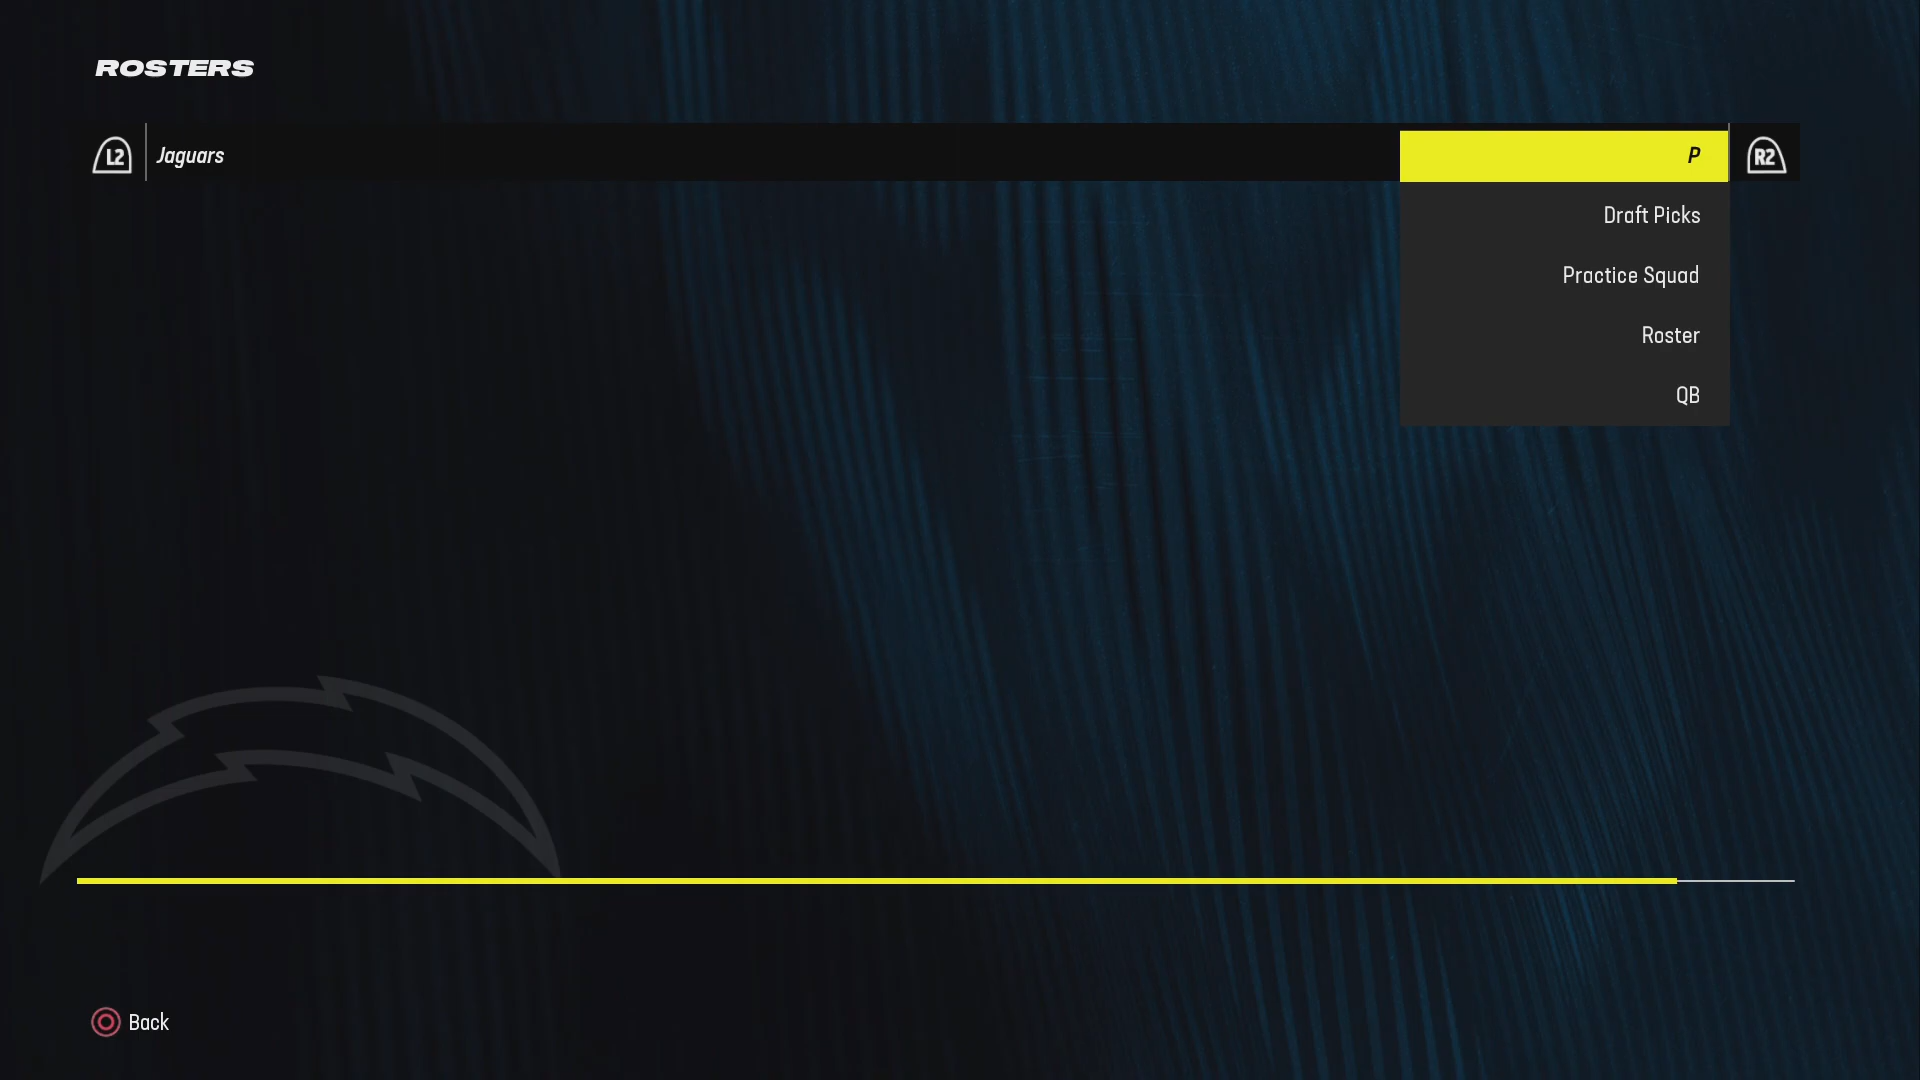 ROSTERS
L2 Jaguars P R2
Draft Picks
Practice Squad
Roster
QB
Back